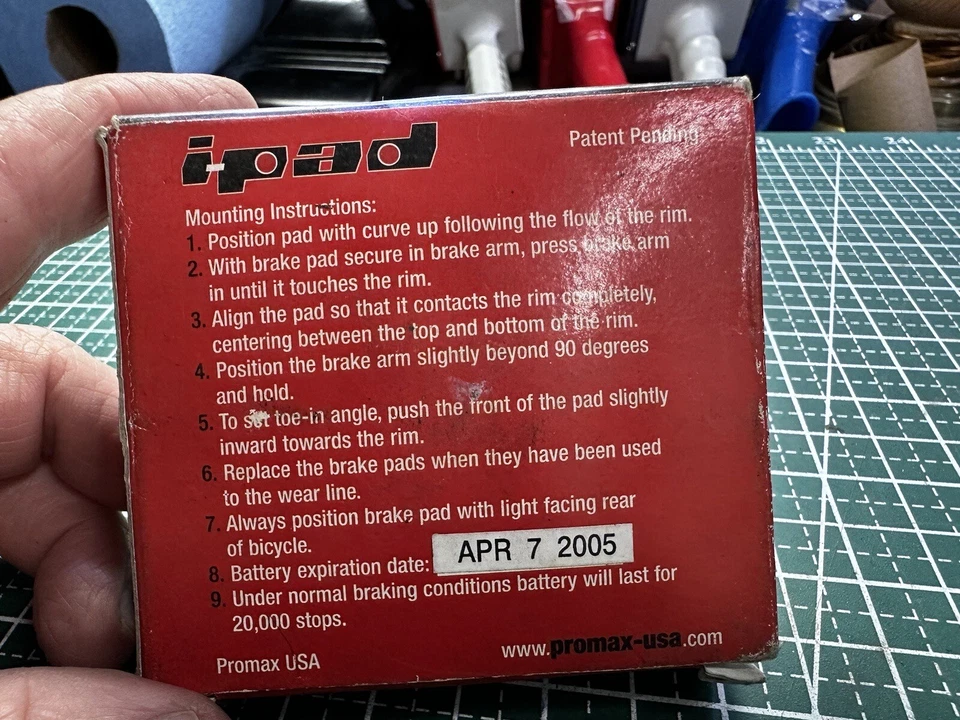 ipad
Patent Pending
Mounting Instructions:
1. Position pad with curve up following the flow of the rim.
2. With brake pad secure in brake arm, press brake arm
in until it touches the rim.
3. Align the pad so that it contacts the rim completely,
centering between the top and bottom of the rim.
4. Position the brake arm slightly beyond 90 degrees
and hold.
5. To set toe-in angle, push the front of the pad slightly
inward towards the rim.
6. Replace the brake pads when they have been used
to the wear line.
7. Always position brake pad with light facing rear
of bicycle.
8. Battery expiration date: APR 7 2005
9. Under normal braking conditions battery will last for
20,000 stops.
Promax USA
www.promax-usa.com
23
24